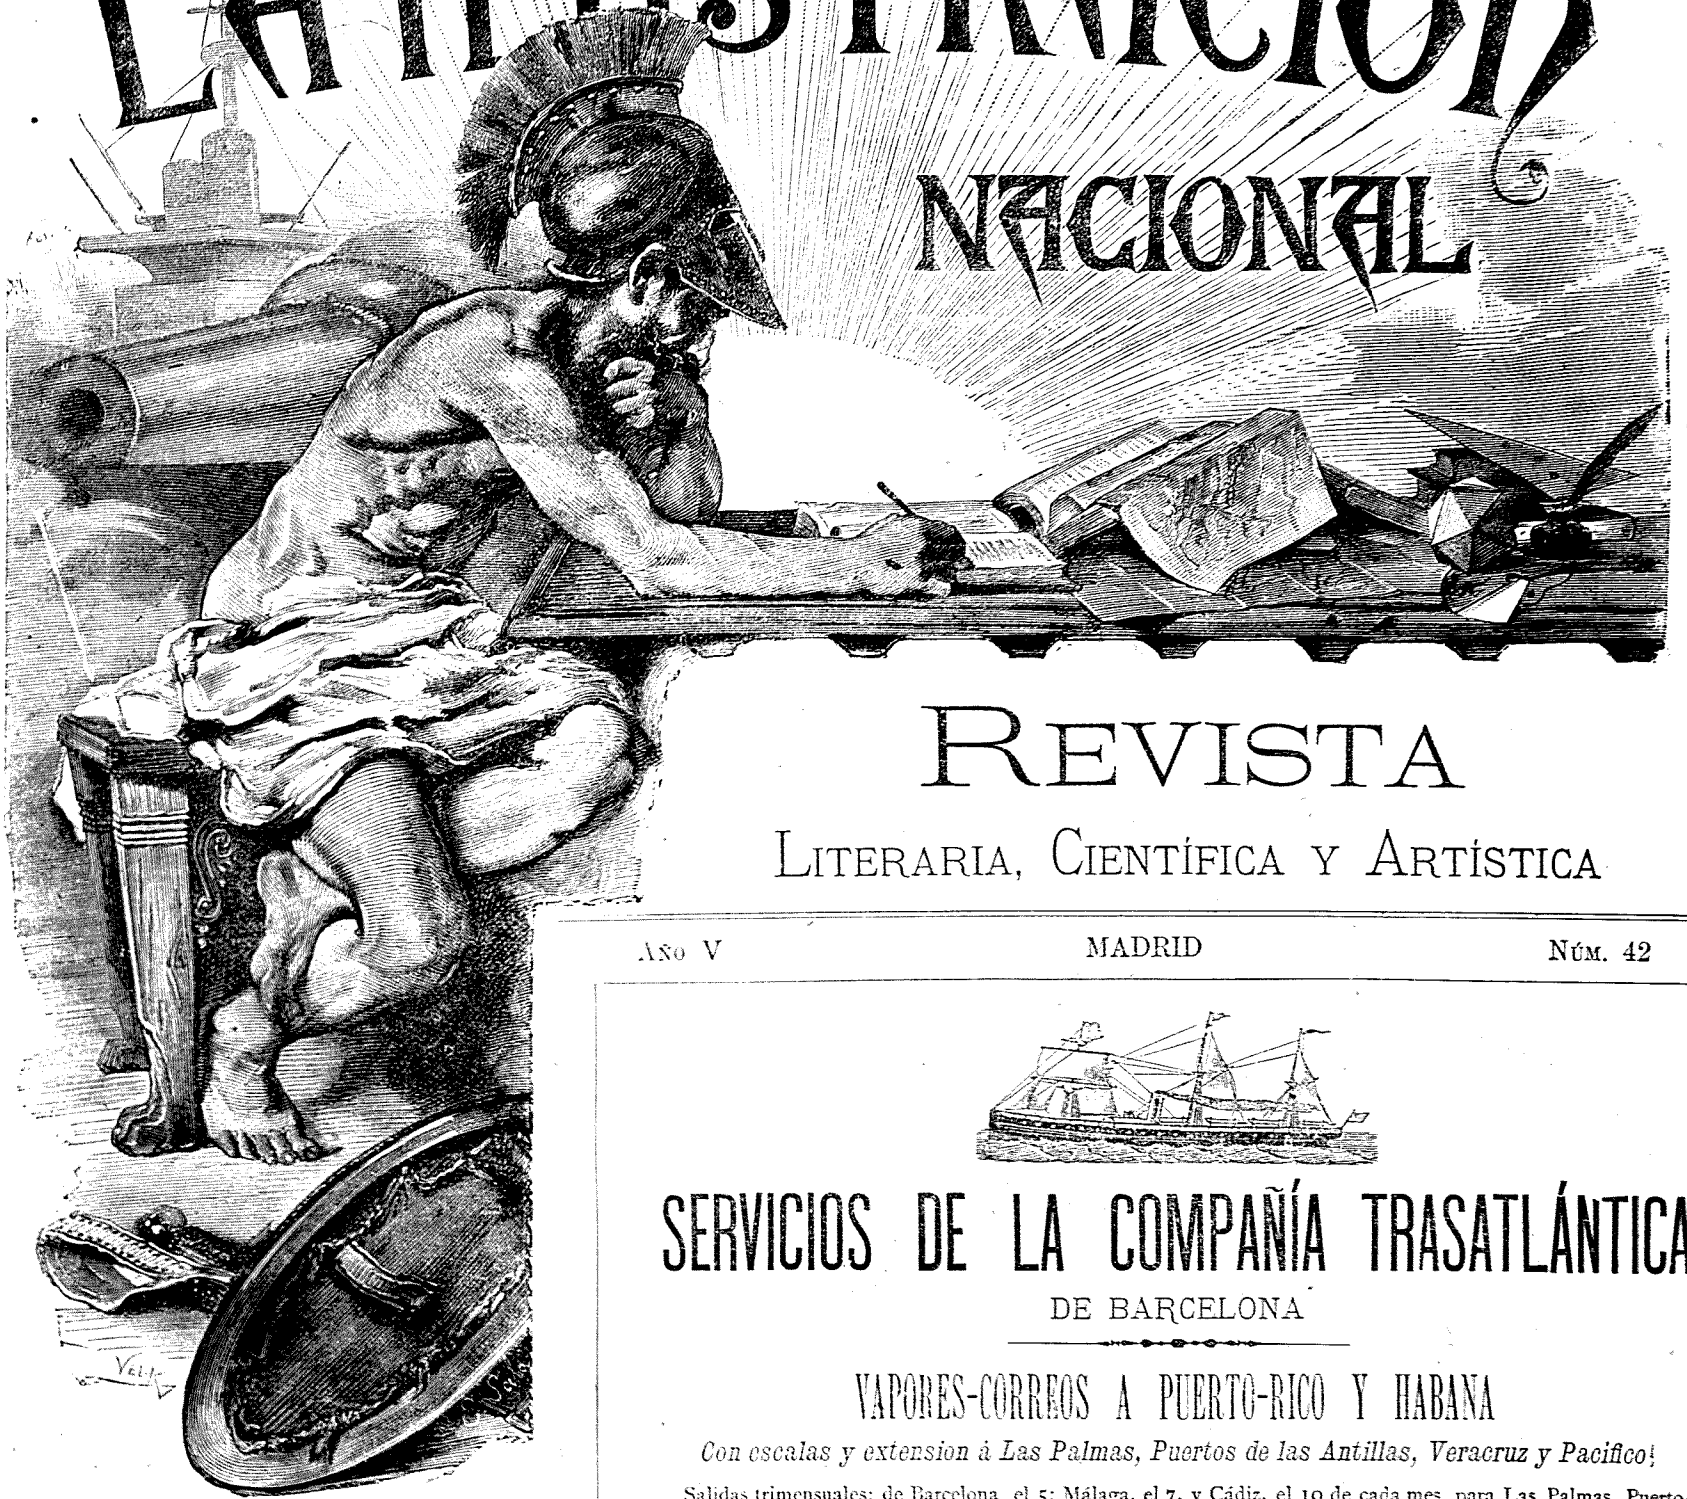 LA ILUSTRACIÓN
NACIONAL
REVISTA
LITERARIA, CIENTÍFICA Y ARTÍSTICA
AÑO V MADRID NÚM. 42
SERVICIOS DE LA COMPAÑÍA TRASATLÁNTICA
DE BARCELONA
VAPORES-CORREOS A PUERTO-RICO Y HABANA
Con escalas y extension á Las Palmas, Puertos de las Antillas, Veracruz y Pacifico
Salidas trimensuales: de Barcelona, el 5; Málaga, el 7, y Cádiz, el 10 de cada mes, para Las Palmas, Puerto